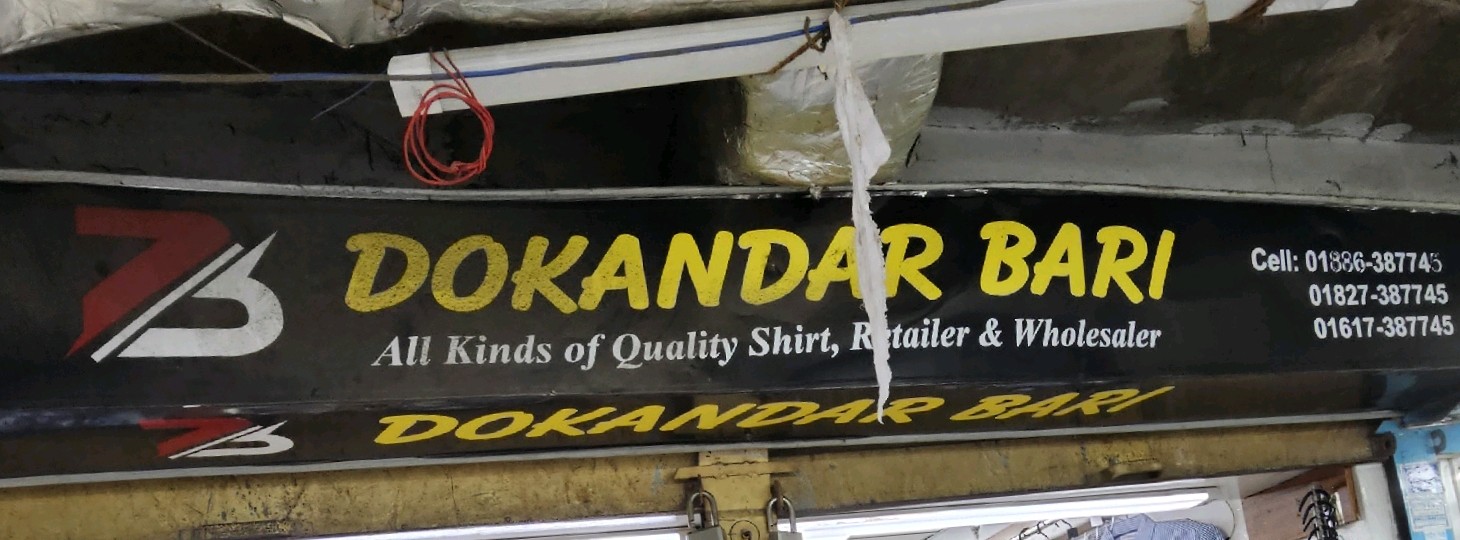 DOKANDAR BARI
All Kinds of Quality Shirt, Retailer & Wholesaler
Cell: 01886-387745
01827-387745
01617-387745
DOKANDAR BARI